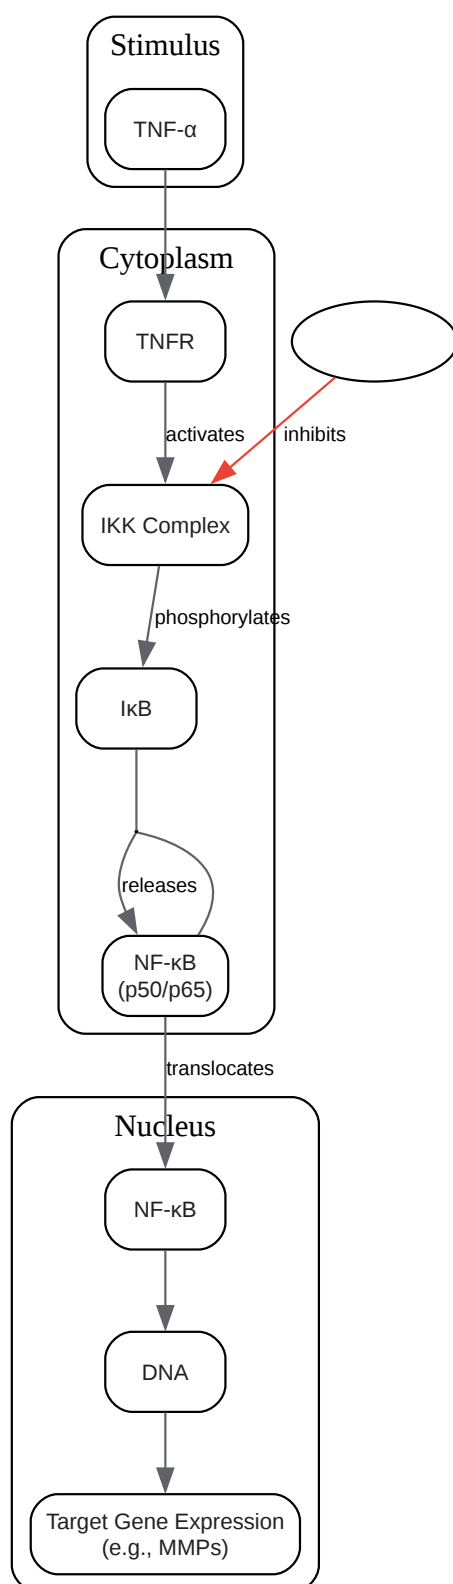 Stimulus
TNF-α
Cytoplasm
TNFR
activates
inhibits
IKK Complex
phosphorylates
IκB
releases
NF-κB
(p50/p65)
translocates
Nucleus
NF-κB
DNA
Target Gene Expression
(e.g., MMPs)